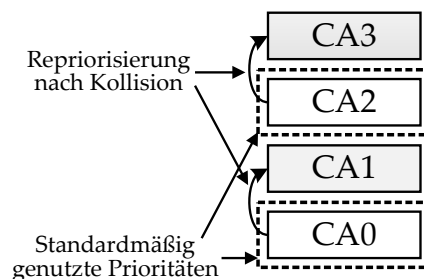 CA3
Repriorisierung
nach Kollision
CA2
CA1
Standardmäßig
genutzte Prioritäten
CA0